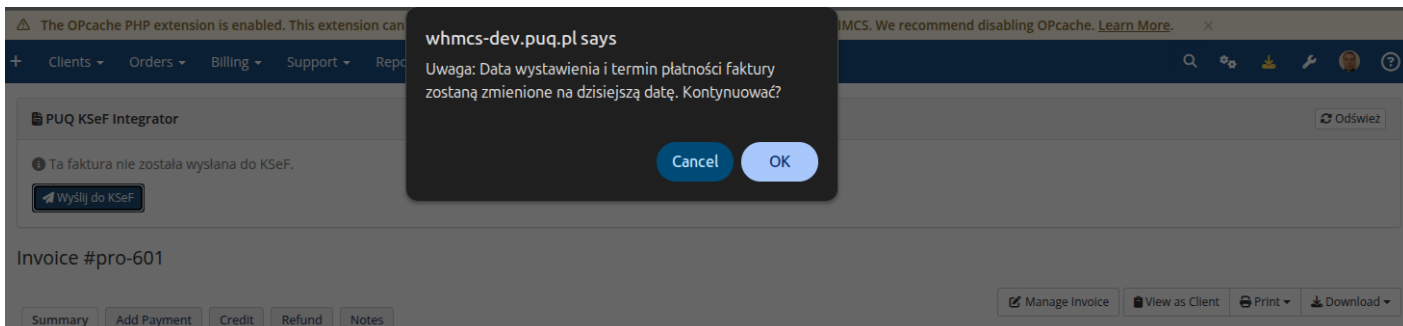 The OPcache PHP extension is enabled. This extension can
IMCS. We recommend disabling OPcache. Learn More.
whmcs-dev.puq.pl says
Uwaga: Data wystawienia i termin płatności faktury
zostaną zmienione na dzisiejszą datę. Kontynuować?
Cancel OK
Clients Orders Billing Support Repo
PUQ KSeF Integrator
Odśwież
Ta faktura nie została wysłana do KSeF.
Wyślij do KSeF
Invoice #pro-601
Manage Invoice View as Client Print Download
Summary Add Payment Credit Refund Notes